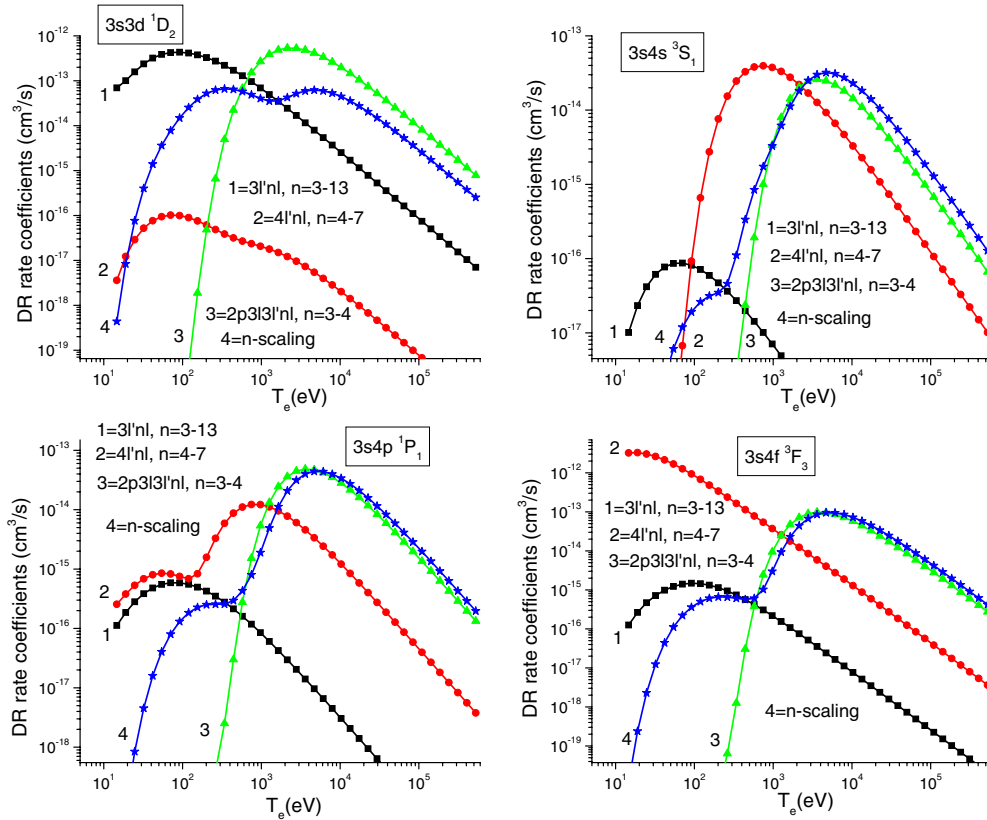 3s3d ¹D₂
DR rate coefficients (cm³/s)
10⁻¹²
10⁻¹³
10⁻¹⁴
10⁻¹⁵
10⁻¹⁶
10⁻¹⁷
10⁻¹⁸
10⁻¹⁹
1
2
4
3
1=3l'nl, n=3-13
2=4l'nl, n=4-7
3=2p3l3l'nl, n=3-4
4=n-scaling
10¹ 10² 10³ 10⁴ 10⁵
Tₑ(eV)
3s4s ³S₁
DR rate coefficients (cm³/s)
10⁻¹³
10⁻¹⁴
10⁻¹⁵
10⁻¹⁶
10⁻¹⁷
1
4
2
3
1=3l'nl, n=3-13
2=4l'nl, n=4-7
3=2p3l3l'nl, n=3-4
4=n-scaling
10¹ 10² 10³ 10⁴ 10⁵
Tₑ(eV)
1=3l'nl, n=3-13
2=4l'nl, n=4-7
3=2p3l3l'nl, n=3-4
4=n-scaling
3s4p ¹P₁
DR rate coefficients (cm³/s)
10⁻¹³
10⁻¹⁴
10⁻¹⁵
10⁻¹⁶
10⁻¹⁷
10⁻¹⁸
2
1
4
3
10¹ 10² 10³ 10⁴ 10⁵
Tₑ(eV)
3s4f ³F₃
DR rate coefficients (cm³/s)
10⁻¹²
10⁻¹³
10⁻¹⁴
10⁻¹⁵
10⁻¹⁶
10⁻¹⁷
10⁻¹⁸
10⁻¹⁹
2
1=3l'nl, n=3-13
2=4l'nl, n=4-7
3=2p3l3l'nl, n=3-4
1
4=n-scaling
4
3
10¹ 10² 10³ 10⁴ 10⁵
Tₑ(eV)